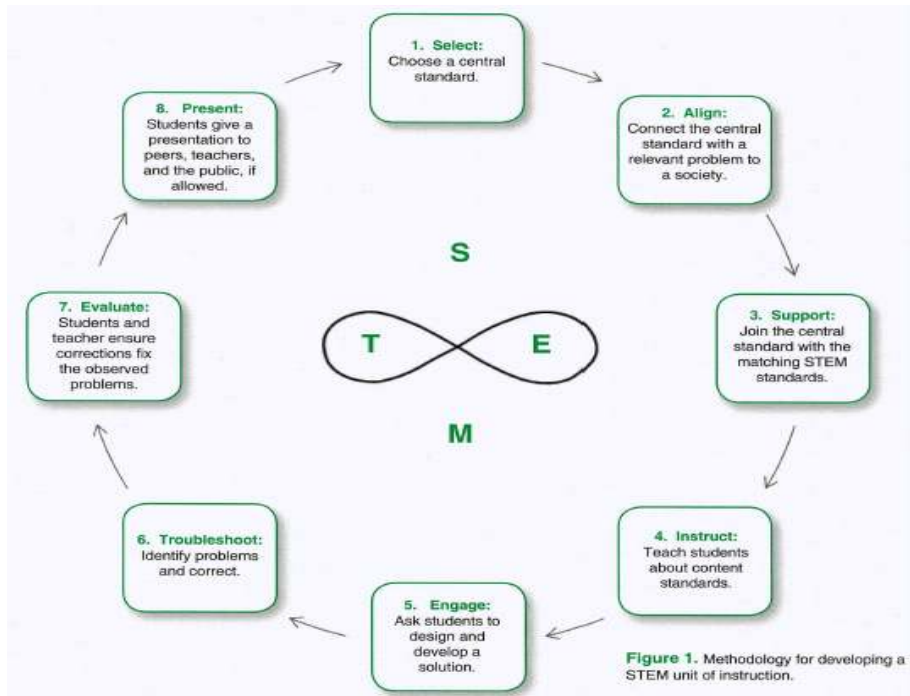 1. Select:
Choose a central
standard.
2. Align:
Connect the central
standard with a
relevant problem to
a society.
3. Support:
Join the central
standard with the
matching STEM
standards.
4. Instruct:
Teach students
about content
standards.
5. Engage:
Ask students to
design and
develop a
solution.
6. Troubleshoot:
Identify problems
and correct.
7. Evaluate:
Students and
teacher ensure
corrections fix
the observed
problems.
8. Present:
Students give a
presentation to
peers, teachers,
and the public, if
allowed.
S
T E
M
Figure 1. Methodology for developing a
STEM unit of instruction.